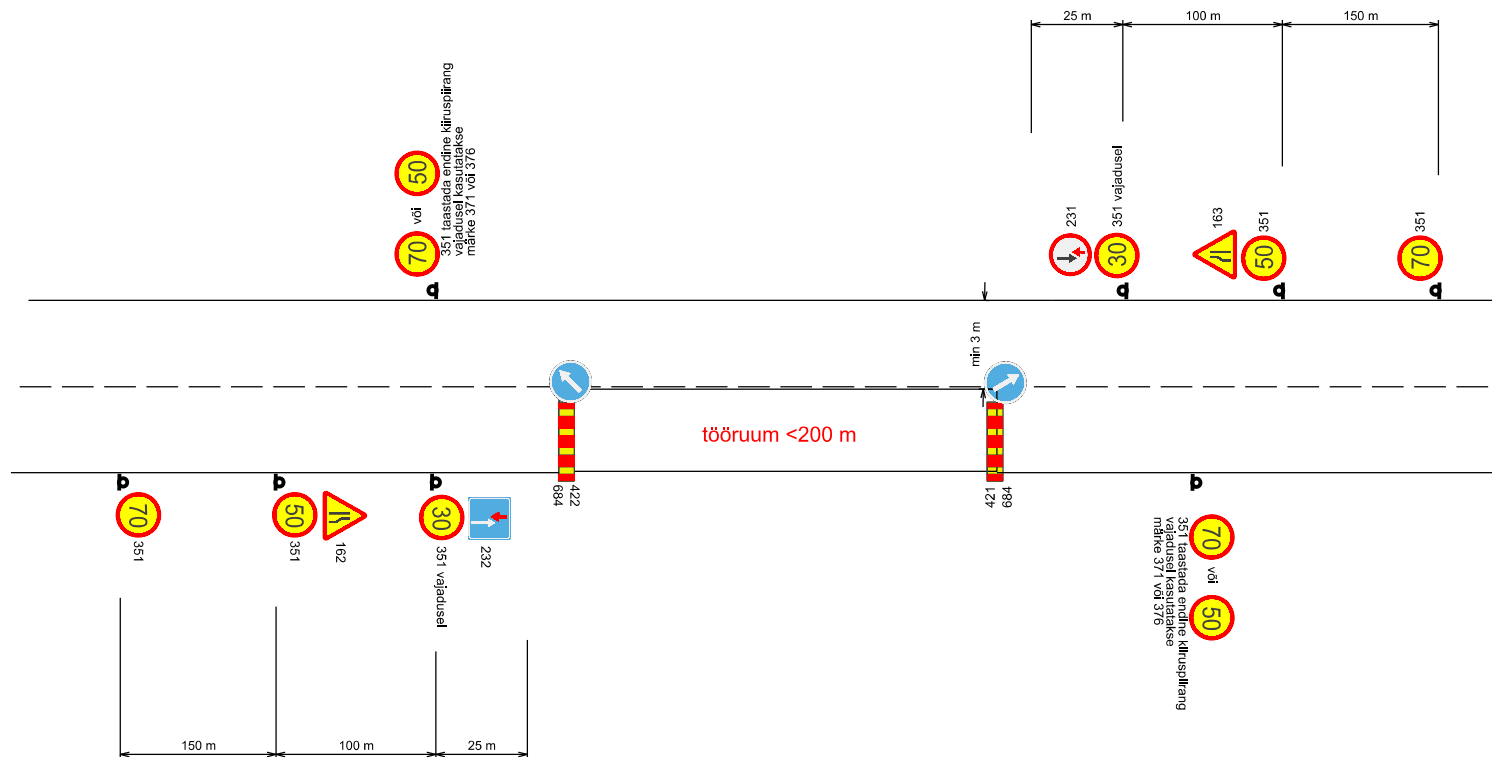 25 m
100 m
150 m
50
või
70
351 taastada endine kiiruspiirang
vajadusel kasutatakse
märke 371 või 376
231
30
351 vajadusel
163
50
351
70
351
min 3 m
tööruum <200 m
684
422
421
684
70
351
50
351
162
30
351 vajadusel
232
70
või
50
351 taastada endine kiiruspiirang
vajadusel kasutatakse
märke 371 või 376
150 m
100 m
25 m